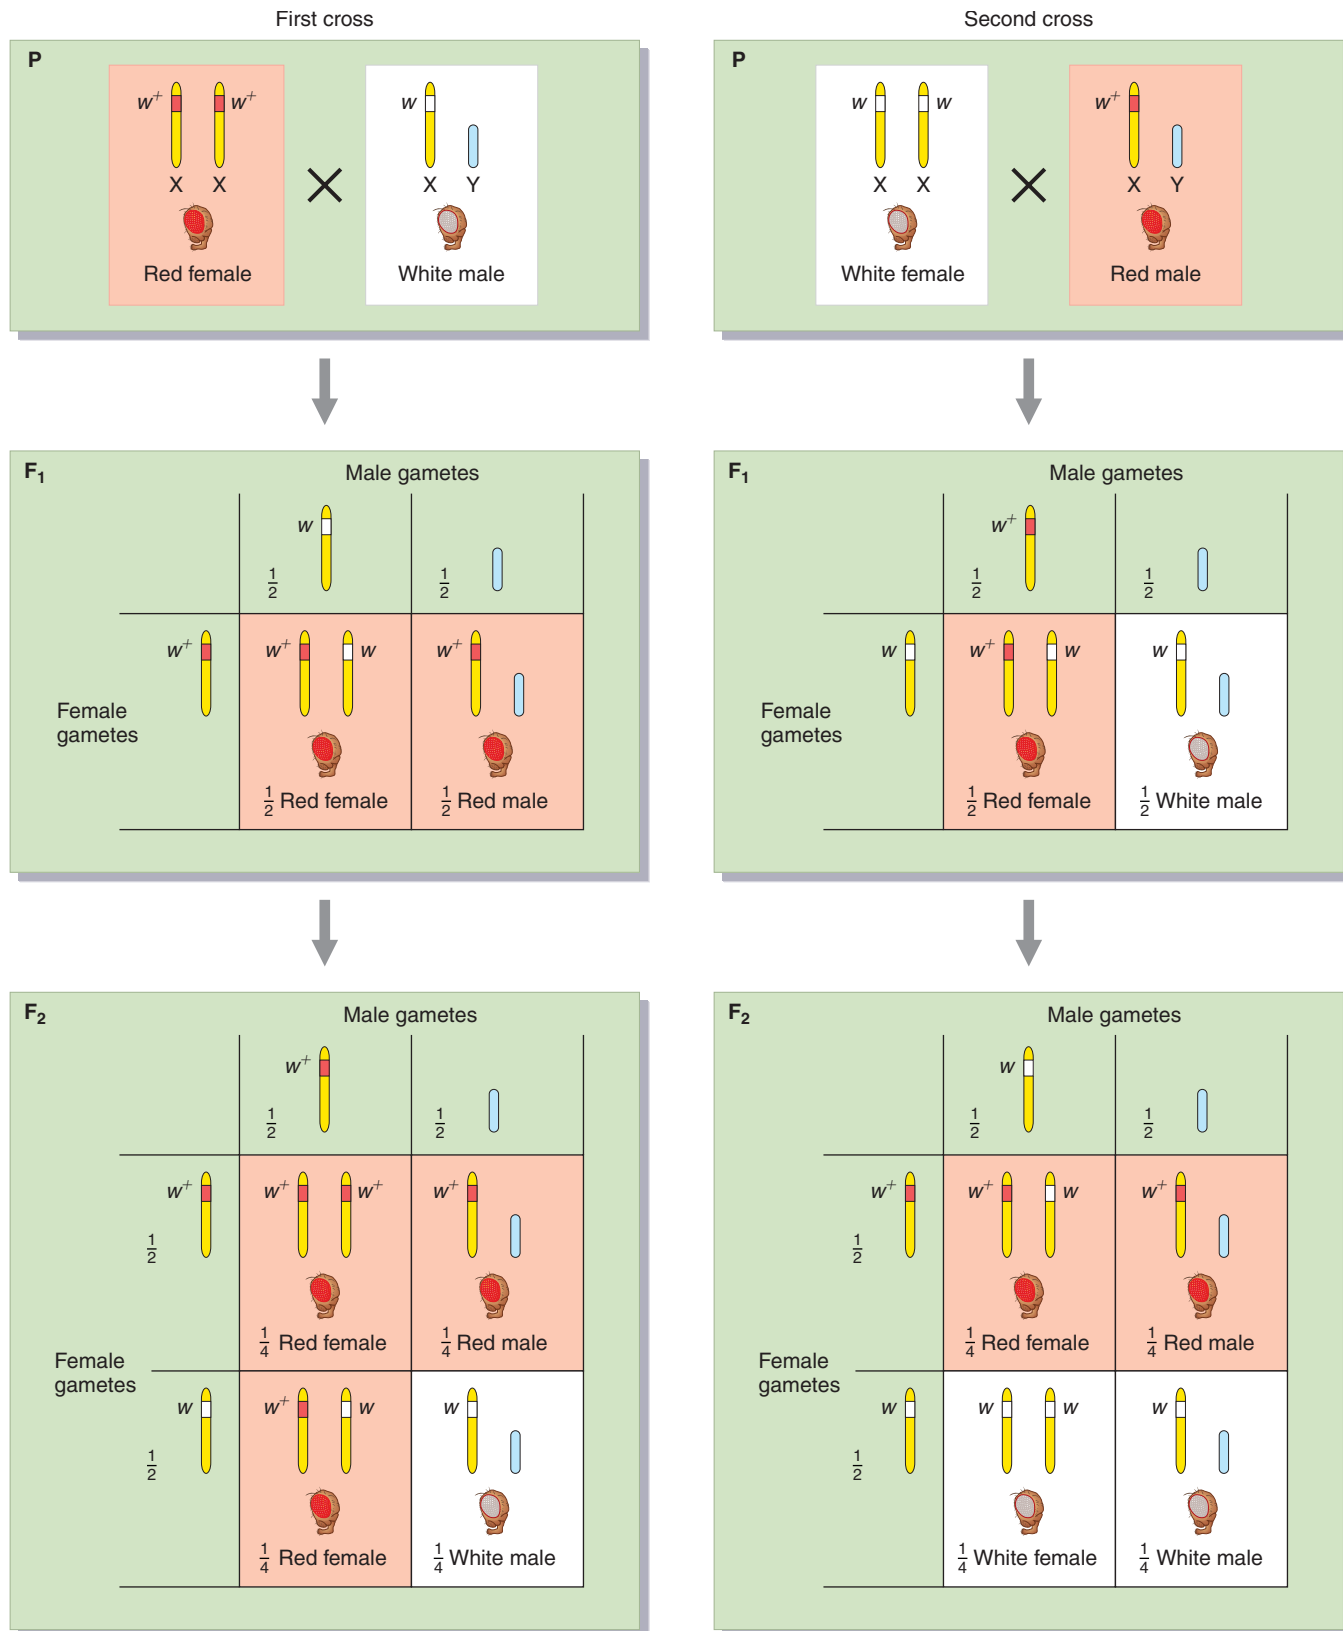 First cross
P
w+ w+
X X
Red female
w
X Y
White male
F1
Male gametes
w
1/2 1/2
w+
w+ w
w+
Female
gametes
1/2 Red female
1/2 Red male
F2
Male gametes
w+
1/2 1/2
w+
w+ w+
w+
1/2
1/4 Red female
1/4 Red male
Female
gametes
w
w+ w
w
1/2
1/4 Red female
1/4 White male
Second cross
P
w w
X X
White female
w+
X Y
Red male
F1
Male gametes
w+
1/2 1/2
w
w+ w
w
Female
gametes
1/2 Red female
1/2 White male
F2
Male gametes
w
1/2 1/2
w+
w+ w
w+
1/2
1/4 Red female
1/4 Red male
Female
gametes
w
w w
w
1/2
1/4 White female
1/4 White male